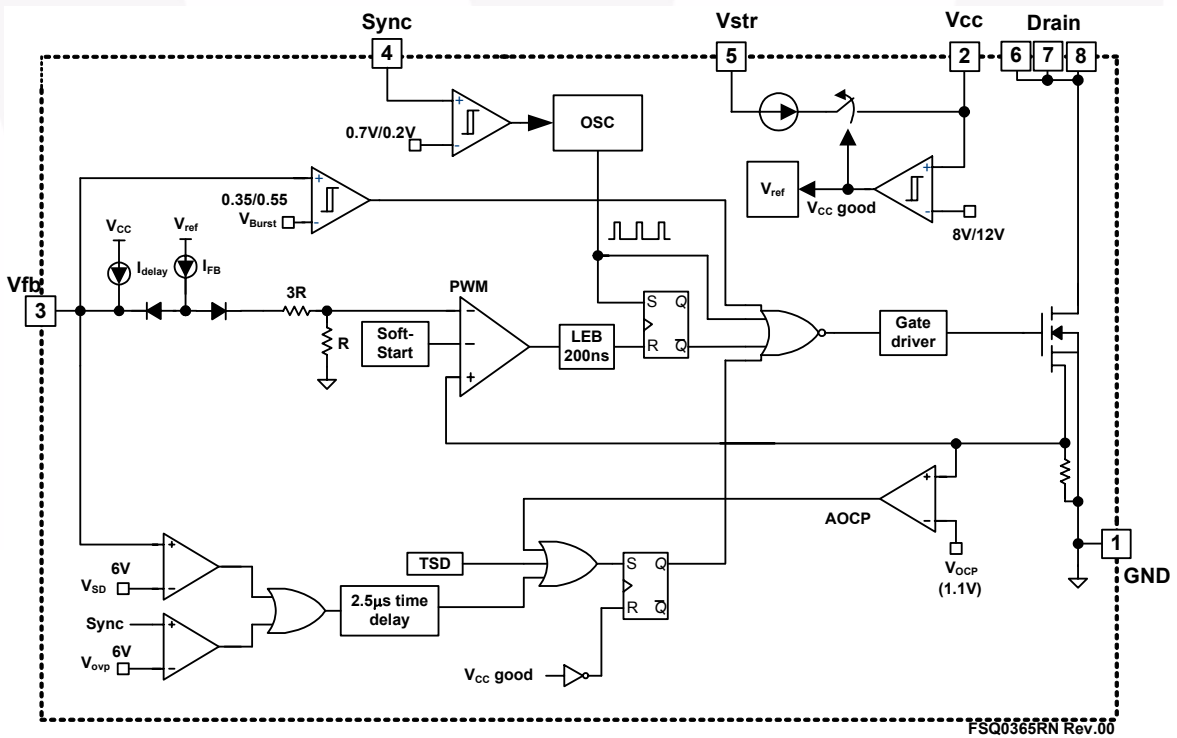 Sync
Vstr
Vcc
Drain
4
5
2
6
7
8
0.7V/0.2V
+
-
OSC
0.35/0.55
VBurst
+
-
Vref
VCC good
+
-
8V/12V
VCC
Vref
Idelay
IFB
Vfb
3
3R
R
PWM
Soft-
Start
−
−
+
LEB
200ns
S Q
R Q̅
Gate
driver
AOCP
+
−
VOCP
(1.1V)
1
GND
6V
VSD
+
−
Sync
6V
Vovp
+
−
2.5μs time
delay
TSD
S Q
R Q̅
VCC good
FSQ0365RN Rev.00